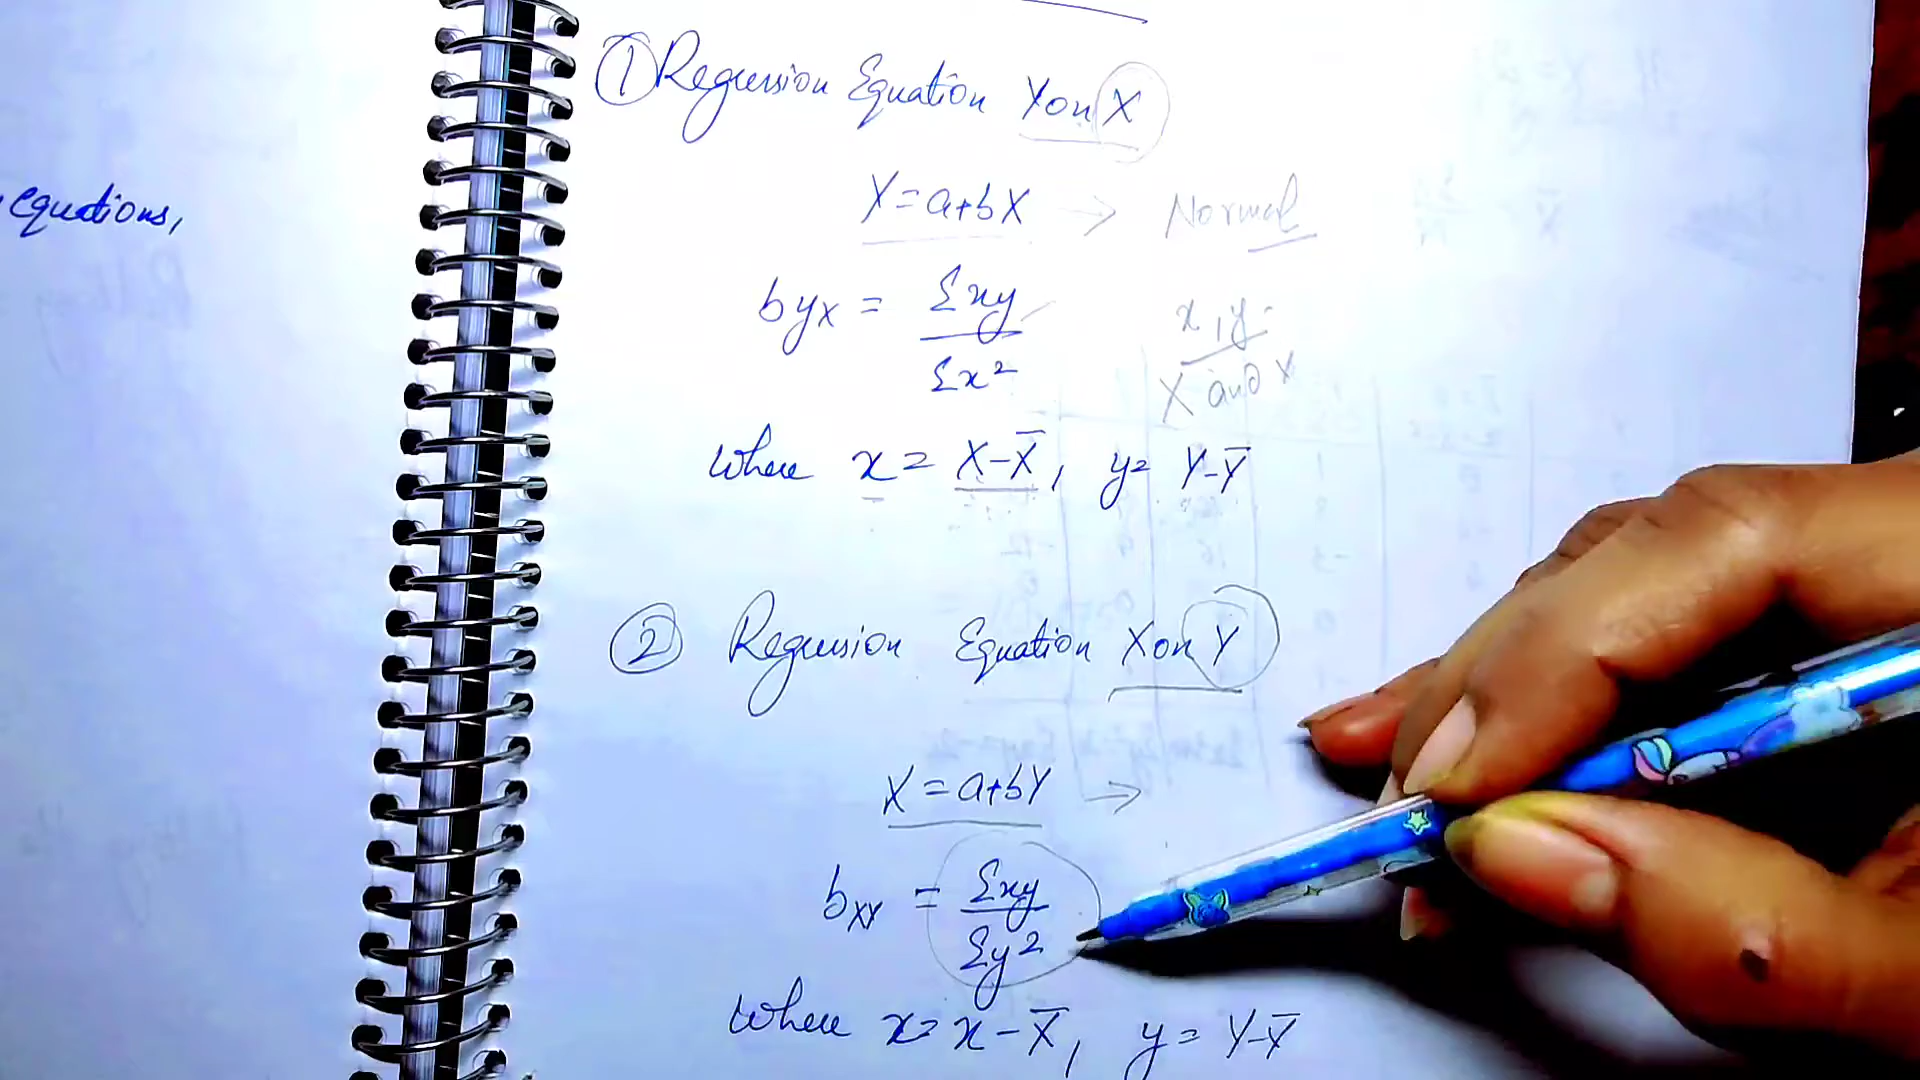 equations,
① Regression Equation Y on X
Y = a+bX → Normal
byx = Σxy / Σx²
x, y
X and X
where x = X-X̄, y = Y-Ȳ
② Regression Equation X on Y
X = a+bY →
bxy = Σxy / Σy²
where x = x-X̄, y = Y-Ȳ